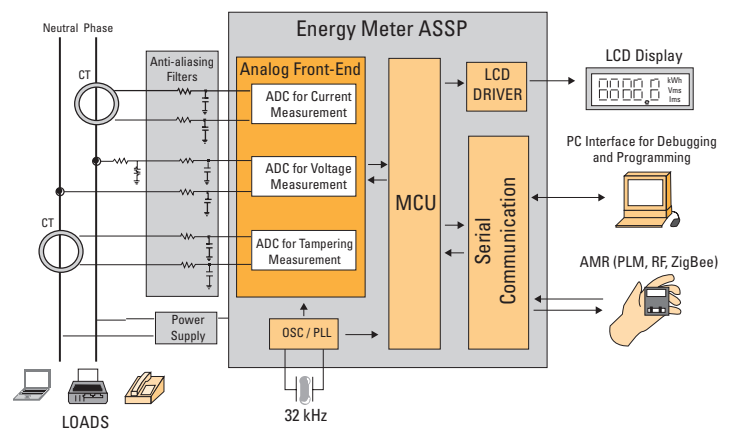 Energy Meter ASSP
Neutral Phase
CT
Anti-aliasing
Filters
Analog Front-End
ADC for Current
Measurement
ADC for Voltage
Measurement
ADC for Tampering
Measurement
CT
Power
Supply
OSC / PLL
32 kHz
MCU
LCD
DRIVER
Serial
Communication
LCD Display
kWh
Vms
Ims
PC Interface for Debugging
and Programming
AMR (PLM, RF, ZigBee)
LOADS